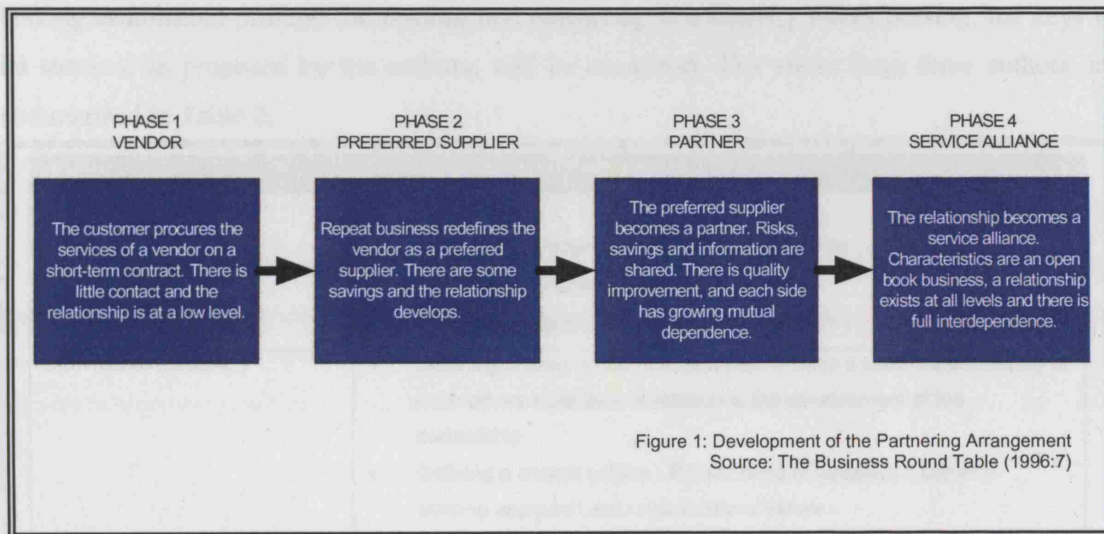 PHASE 1
VENDOR
The customer procures the
services of a vendor on a
short-term contract. There is
little contact and the
relationship is at a low level.
PHASE 2
PREFERRED SUPPLIER
Repeat business redefines the
vendor as a preferred
supplier. There are some
savings and the relationship
develops.
PHASE 3
PARTNER
The preferred supplier
becomes a partner. Risks,
savings and information are
shared. There is quality
improvement, and each side
has growing mutual
dependence.
PHASE 4
SERVICE ALLIANCE
The relationship becomes a
service alliance.
Characteristics are an open
book business, a relationship
exists at all levels and there is
full interdependence.
Figure 1: Development of the Partnering Arrangement
Source: The Business Round Table (1996:7)